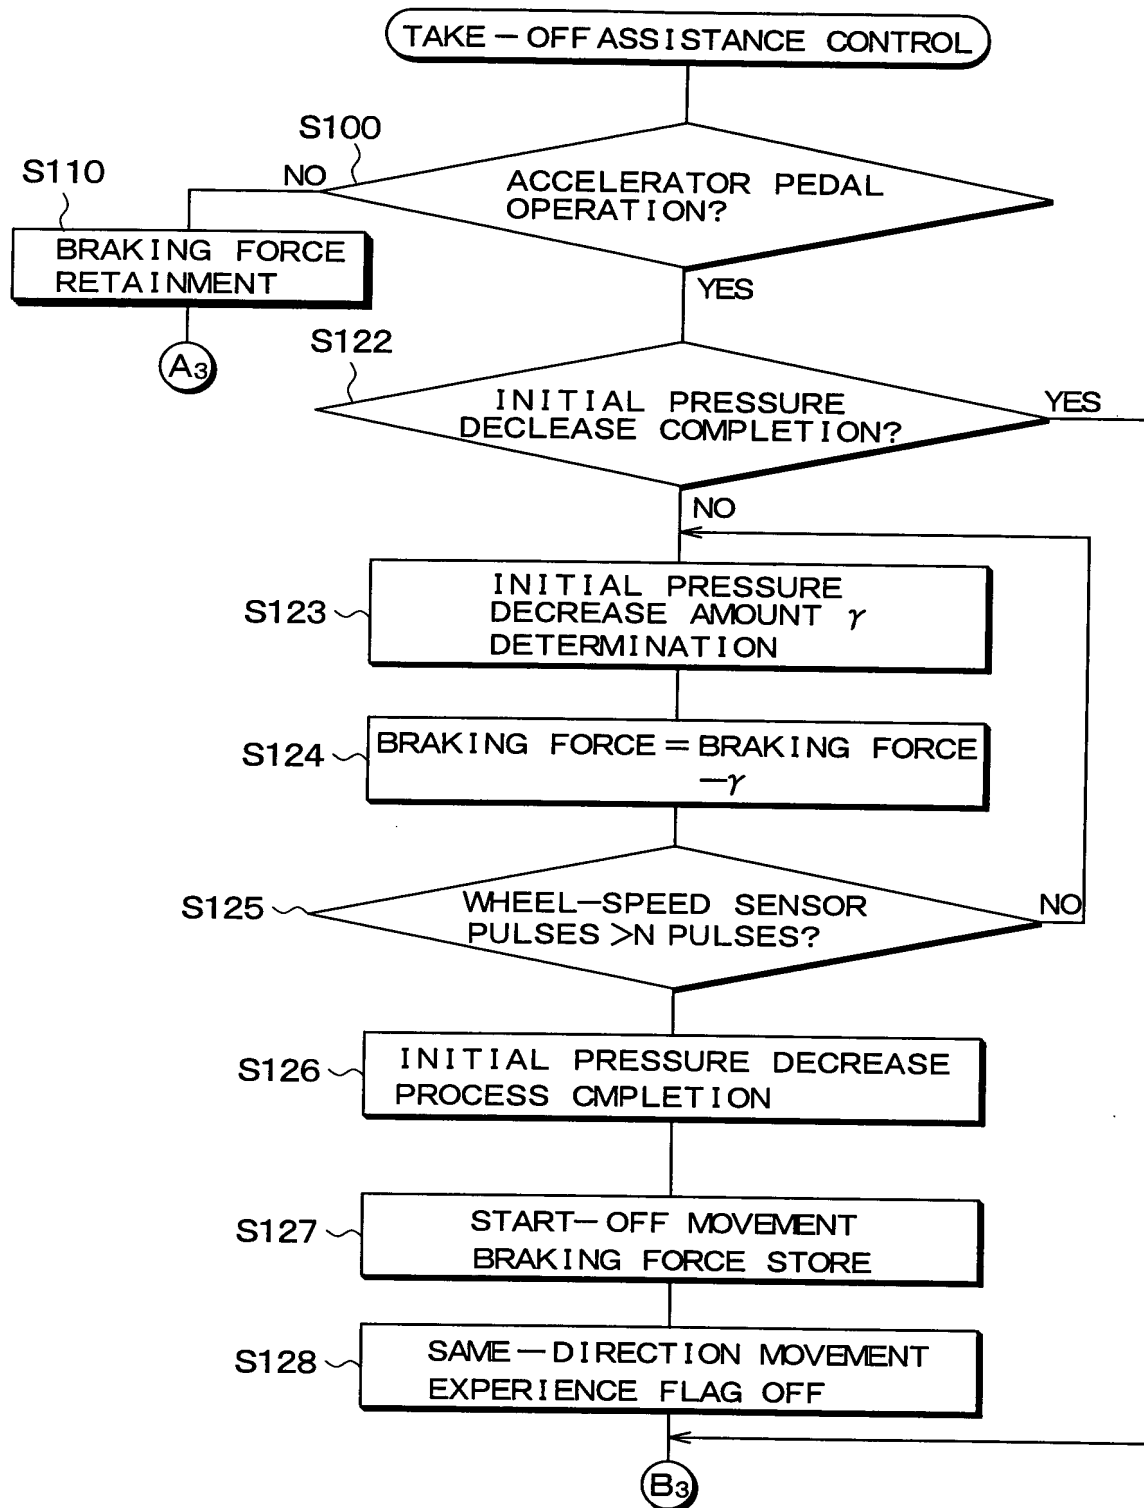 TAKE-OFF ASSISTANCE CONTROL
S100
ACCELERATOR PEDAL
OPERATION?
NO
YES
S110
BRAKING FORCE
RETAINMENT
A3
S122
INITIAL PRESSURE
DECLEASE COMPLETION?
YES
NO
S123
INITIAL PRESSURE
DECREASE AMOUNT γ
DETERMINATION
S124
BRAKING FORCE = BRAKING FORCE
-γ
S125
WHEEL-SPEED SENSOR
PULSES >N PULSES?
NO
S126
INITIAL PRESSURE DECREASE
PROCESS CMPLETION
S127
START-OFF MOVEMENT
BRAKING FORCE STORE
S128
SAME-DIRECTION MOVEMENT
EXPERIENCE FLAG OFF
B3